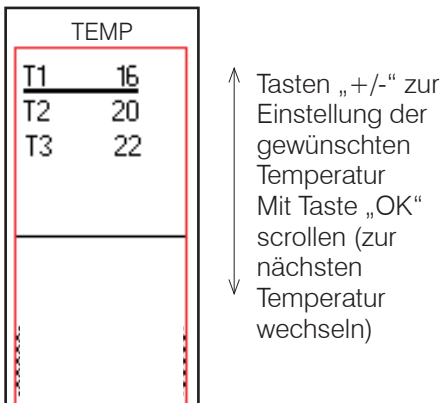 TEMP
T1 16
T2 20
T3 22
Tasten „+/-“ zur
Einstellung der
gewünschten
Temperatur
Mit Taste „OK“
scrollen (zur
nächsten
Temperatur
wechseln)